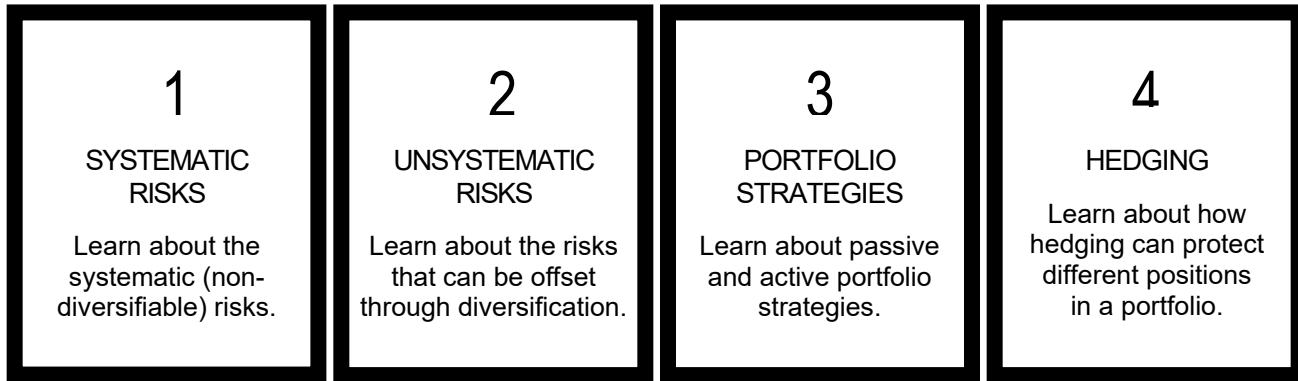 1
SYSTEMATIC
RISKS
Learn about the
systematic (non-
diversifiable) risks.
2
UNSYSTEMATIC
RISKS
Learn about the risks
that can be offset
through diversification.
3
PORTFOLIO
STRATEGIES
Learn about passive
and active portfolio
strategies.
4
HEDGING
Learn about how
hedging can protect
different positions
in a portfolio.